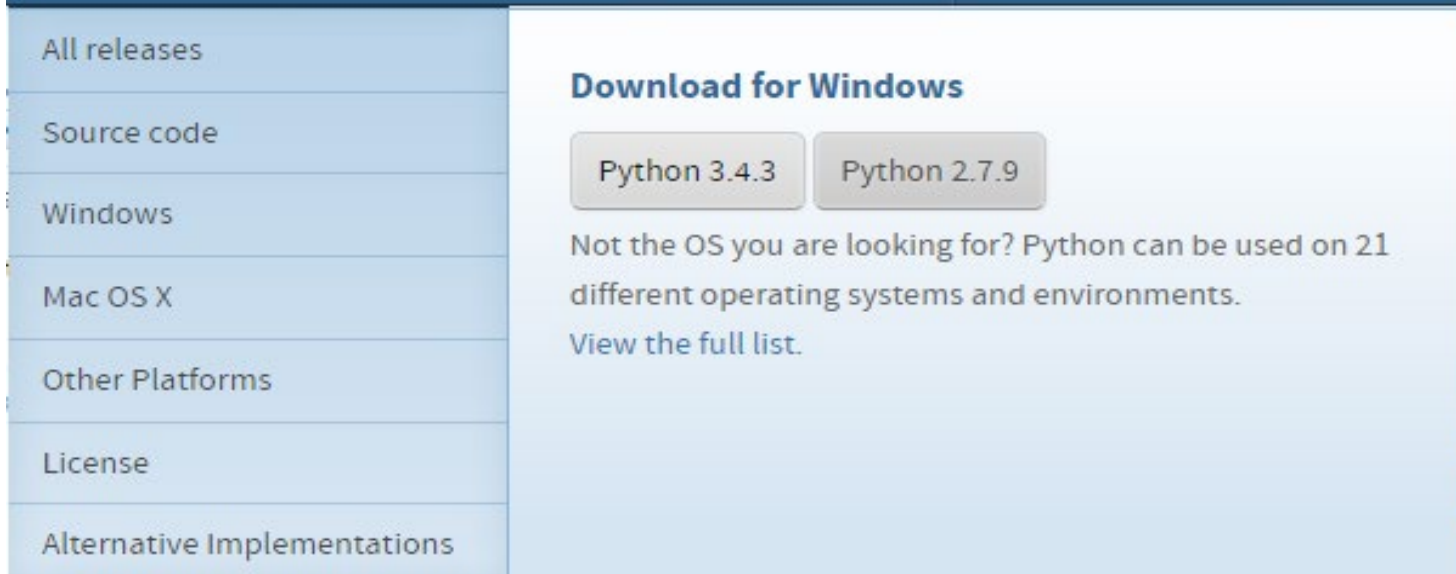 All releases
Source code
Windows
Mac OS X
Other Platforms
License
Alternative Implementations
Download for Windows
Python 3.4.3
Python 2.7.9
Not the OS you are looking for? Python can be used on 21
different operating systems and environments.
View the full list.